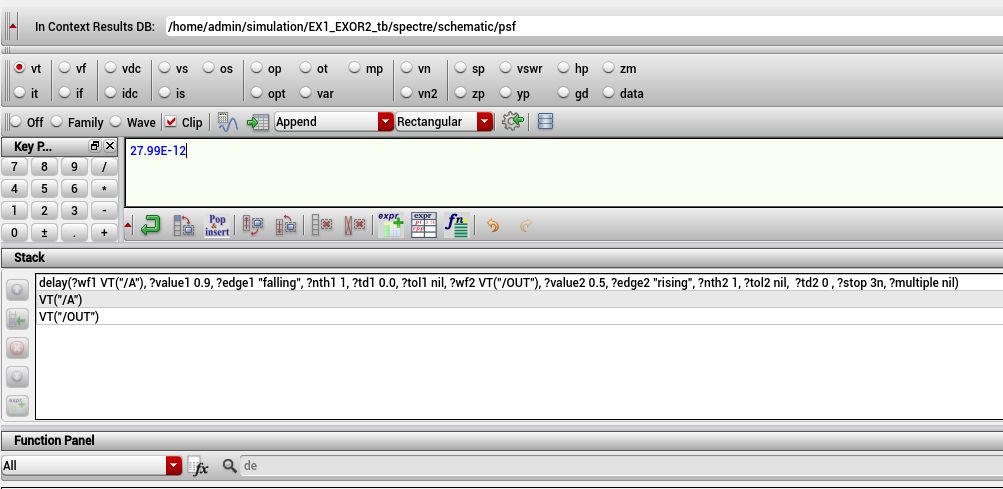 In Context Results DB: /home/admin/simulation/EX1_EXOR2_tb/spectre/schematic/psf
vt vf vdc vs os op ot mp vn sp vswr hp zm
it if idc is opt var vn2 zp yp gd data
Off Family Wave Clip Append Rectangular
Key P...
7 8 9 /
4 5 6 *
1 2 3 -
0 ± . +
27.99E-12
Pop & insert expr expr fn
Stack
delay(?wf1 VT("/A"), ?value1 0.9, ?edge1 "falling", ?nth1 1, ?td1 0.0, ?tol1 nil, ?wf2 VT("/OUT"), ?value2 0.5, ?edge2 "rising", ?nth2 1, ?tol2 nil,  ?td2 0 , ?stop 3n, ?multiple nil)
VT("/A")
VT("/OUT")
expr
Function Panel
All fx de